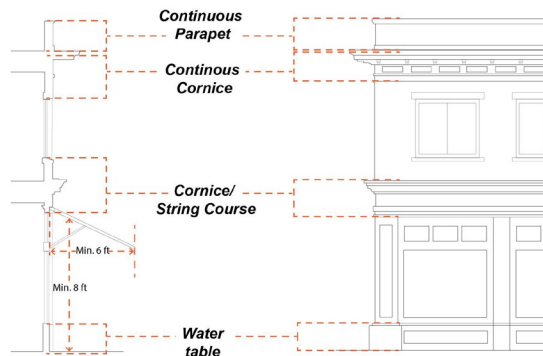 Continuous
Parapet
Continous
Cornice
Cornice/
String Course
Min. 6 ft
Min. 8 ft
Water
table